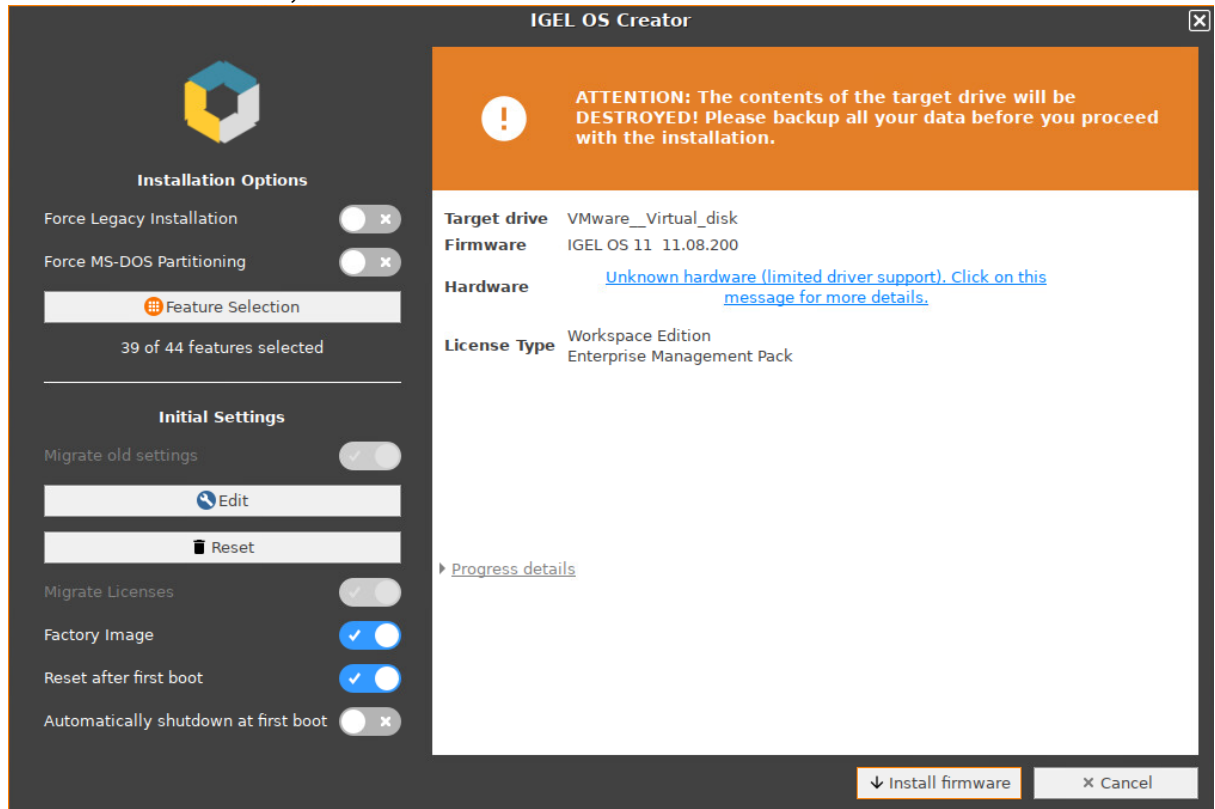 IGEL OS Creator
ATTENTION: The contents of the target drive will be
DESTROYED! Please backup all your data before you proceed
with the installation.
Installation Options
Force Legacy Installation
Force MS-DOS Partitioning
Feature Selection
39 of 44 features selected
Initial Settings
Migrate old settings
Edit
Reset
Migrate Licenses
Factory Image
Reset after first boot
Automatically shutdown at first boot
Target drive VMware__Virtual_disk
Firmware IGEL OS 11 11.08.200
Hardware Unknown hardware (limited driver support). Click on this
message for more details.
License Type Workspace Edition
Enterprise Management Pack
Progress details
Install firmware
Cancel